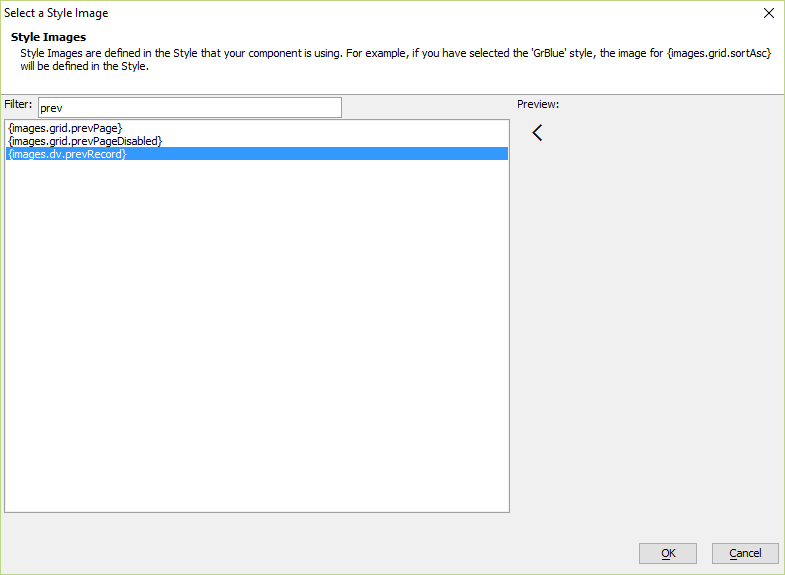 Select a Style Image
Style Images
Style Images are defined in the Style that your component is using. For example, if you have selected the 'GrBlue' style, the image for {images.grid.sortAsc}
will be defined in the Style.
Filter: prev
Preview:
{images.grid.prevPage}
{images.grid.prevPageDisabled}
{images.dv.prevRecord}
OK Cancel